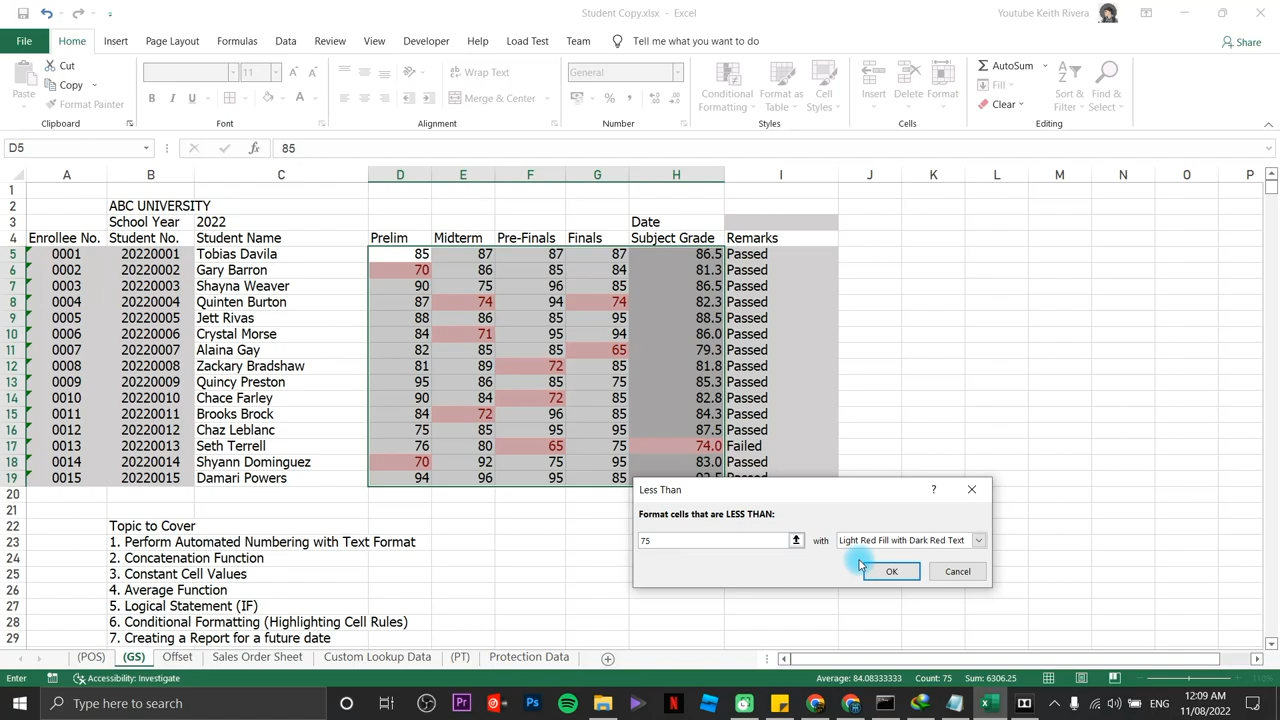 Student Copy.xlsx - Excel
Youtube Keith Rivera
File Home Insert Page Layout Formulas Data Review View Developer Help Load Test Team Tell me what you want to do Share
Cut
Copy
Format Painter
Paste
Clipboard
11
B I U
Font
Wrap Text
Merge & Center
Alignment
General
%
Number
Conditional Formatting
Format as Table
Cell Styles
Styles
Insert Delete Format
Cells
AutoSum
Fill
Clear
Sort & Filter
Find & Select
Editing
D5 fx 85
A B C D E F G H I J K L M N O P
1
2 ABC UNIVERSITY
3 School Year 2022 Date
4 Enrollee No. Student No. Student Name Prelim Midterm Pre-Finals Finals Subject Grade Remarks
5 0001 20220001 Tobias Davila 85 87 87 87 86.5 Passed
6 0002 20220002 Gary Barron 70 86 85 84 81.3 Passed
7 0003 20220003 Shayna Weaver 90 75 96 85 86.5 Passed
8 0004 20220004 Quinten Burton 87 74 94 74 82.3 Passed
9 0005 20220005 Jett Rivas 88 86 85 95 88.5 Passed
10 0006 20220006 Crystal Morse 84 71 95 94 86.0 Passed
11 0007 20220007 Alaina Gay 82 85 85 65 79.3 Passed
12 0008 20220008 Zackary Bradshaw 81 89 72 85 81.8 Passed
13 0009 20220009 Quincy Preston 95 86 85 75 85.3 Passed
14 0010 20220010 Chace Farley 90 84 72 85 82.8 Passed
15 0011 20220011 Brooks Brock 84 72 96 85 84.3 Passed
16 0012 20220012 Chaz Leblanc 75 85 95 95 87.5 Passed
17 0013 20220013 Seth Terrell 76 80 65 75 74.0 Failed
18 0014 20220014 Shyann Dominguez 70 92 75 95 83.0 Passed
19 0015 20220015 Damari Powers 94 96 95 85 Passed
20
21
22 Topic to Cover
23 1. Perform Automated Numbering with Text Format
24 2. Concatenation Function
25 3. Constant Cell Values
26 4. Average Function
27 5. Logical Statement (IF)
28 6. Conditional Formatting (Highlighting Cell Rules)
29 7. Creating a Report for a future date
Less Than ?
Format cells that are LESS THAN:
75 with Light Red Fill with Dark Red Text
OK Cancel
(POS) (GS) Offset Sales Order Sheet Custom Lookup Data (PT) Protection Data
Enter Accessibility: Investigate Average: 84.08333333 Count: 75 Sum: 6306.25 110%
Type here to search
ENG
12:09 AM
11/08/2022